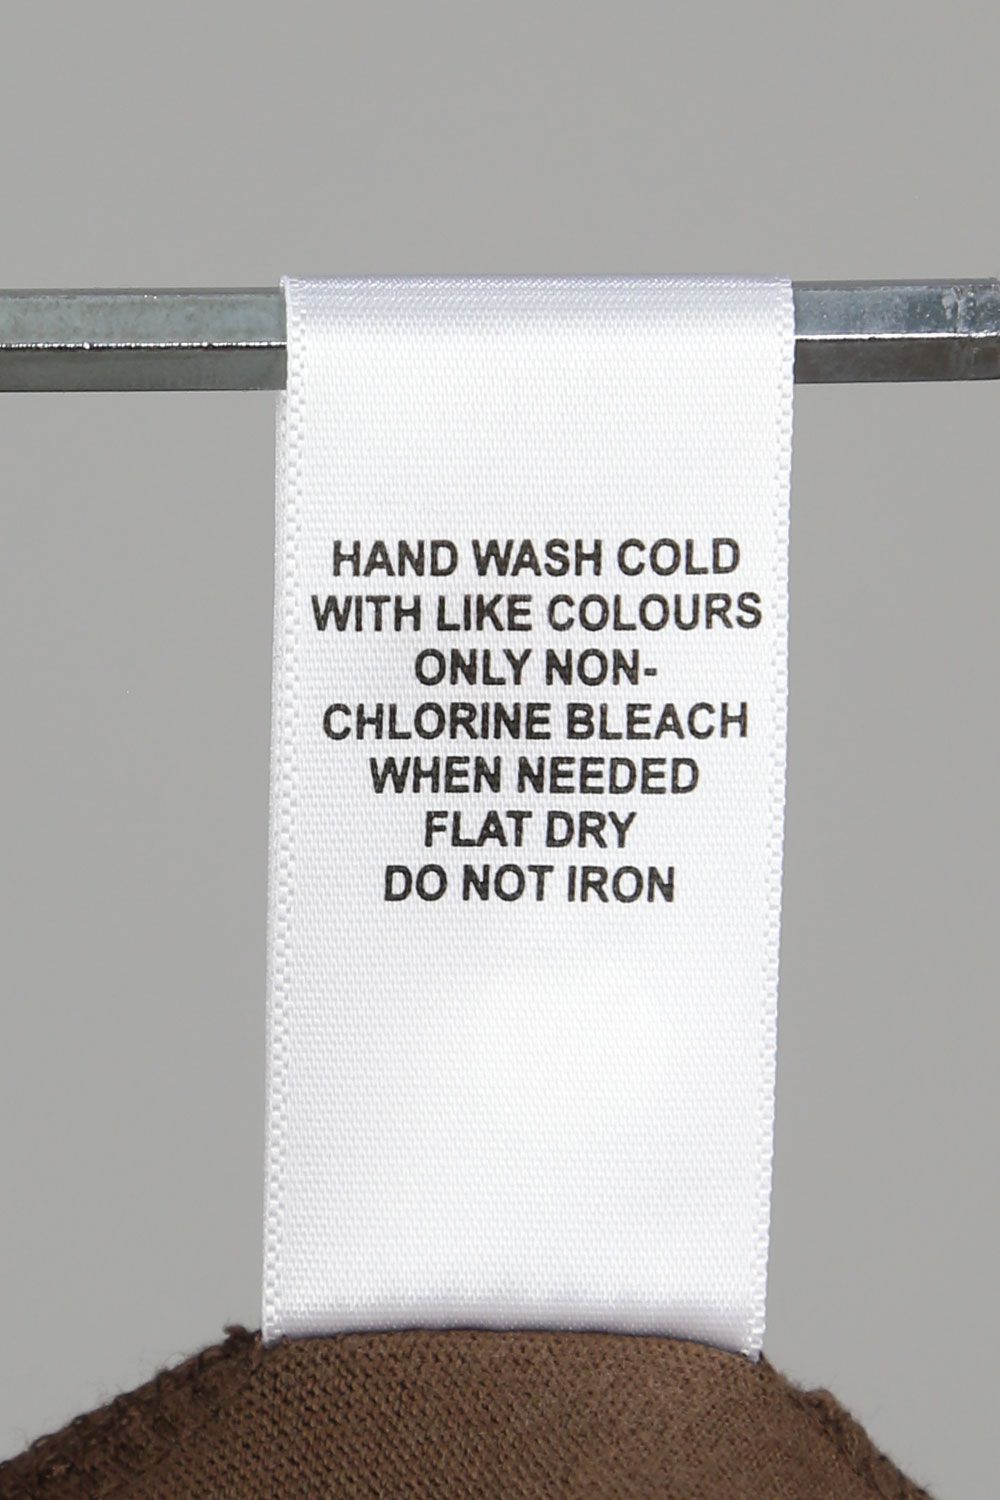 HAND WASH COLD
WITH LIKE COLOURS
ONLY NON-
CHLORINE BLEACH
WHEN NEEDED
FLAT DRY
DO NOT IRON